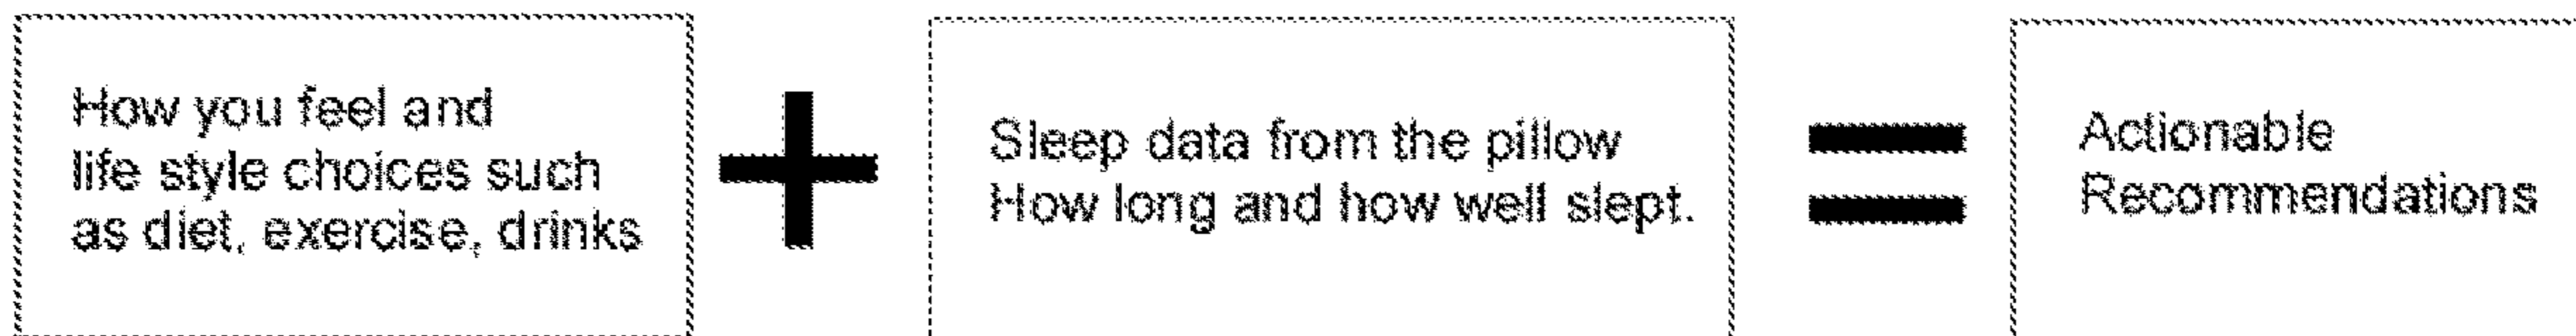 How you feel and
life style choices such
as diet, exercise, drinks
+
Sleep data from the pillow
How long and how well slept.
=
Actionable
Recommendations